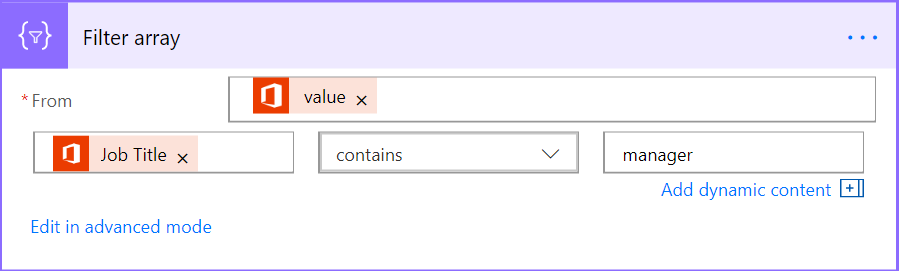 Filter array
* From
value ×
Job Title ×
contains
manager
Add dynamic content
Edit in advanced mode